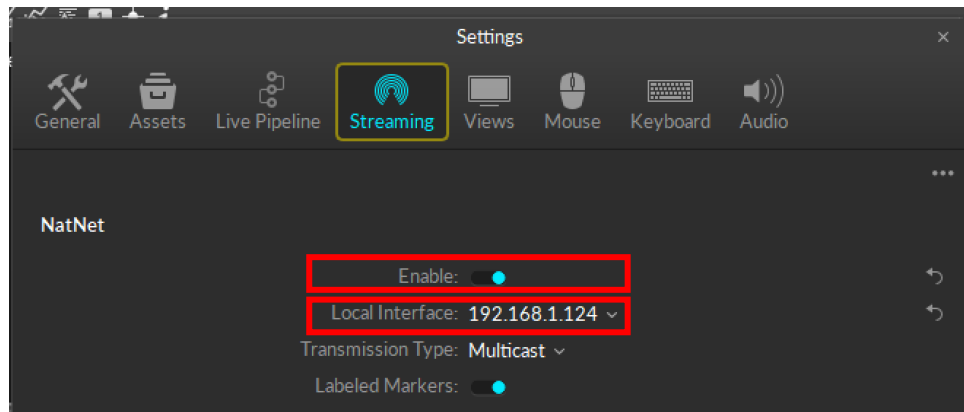 Settings
General Assets Live Pipeline Streaming Views Mouse Keyboard Audio
NatNet
Enable:
Local Interface: 192.168.1.124
Transmission Type: Multicast
Labeled Markers: